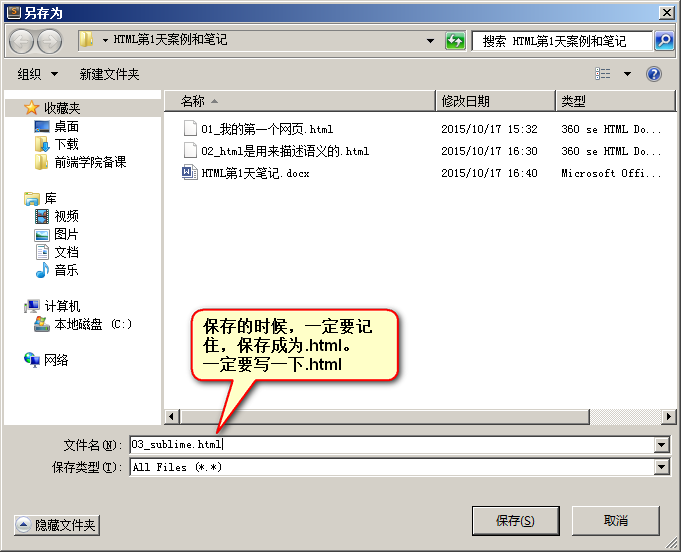 另存为
HTML第1天案例和笔记
搜索 HTML第1天案例和笔记
组织 新建文件夹
名称 修改日期 类型
收藏夹
桌面
下载
前端学院备课
库
视频
图片
文档
音乐
计算机
本地磁盘 (C:)
网络
01_我的第一个网页.html 2015/10/17 15:32 360 se HTML Do...
02_html是用来描述语义的.html 2015/10/17 16:30 360 se HTML Do...
HTML第1天笔记.docx 2015/10/17 16:40 Microsoft Offi...
保存的时候，一定要记
住，保存成为.html。
一定要写一下.html
文件名(N): 03_sublime.html
保存类型(T): All Files (*.*)
隐藏文件夹 保存(S) 取消